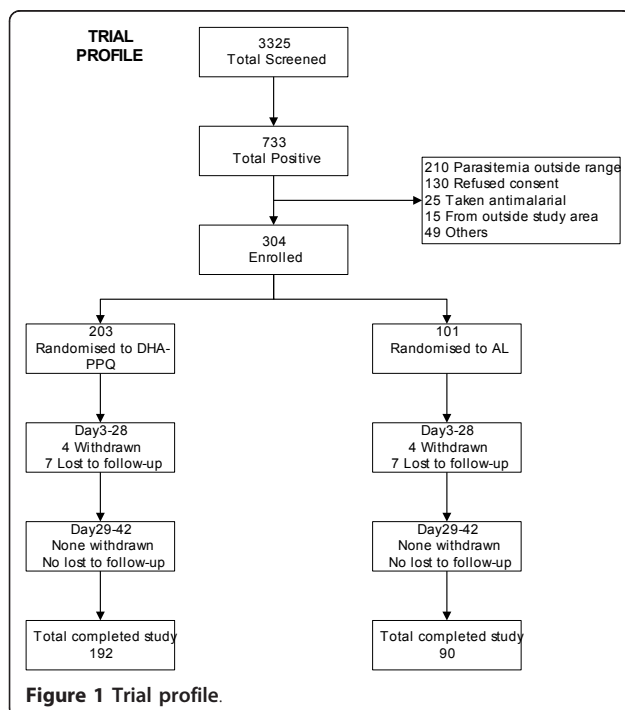 TRIAL
PROFILE
3325
Total Screened
733
Total Positive
210 Parasitemia outside range
130 Refused consent
25 Taken antimalarial
15 From outside study area
49 Others
304
Enrolled
203
Randomised to DHA-
PPQ
101
Randomised to AL
Day3-28
4 Withdrawn
7 Lost to follow-up
Day3-28
4 Withdrawn
7 Lost to follow-up
Day29-42
None withdrawn
No lost to follow-up
Day29-42
None withdrawn
No lost to follow-up
Total completed study
192
Total completed study
90
Figure 1 Trial profile.